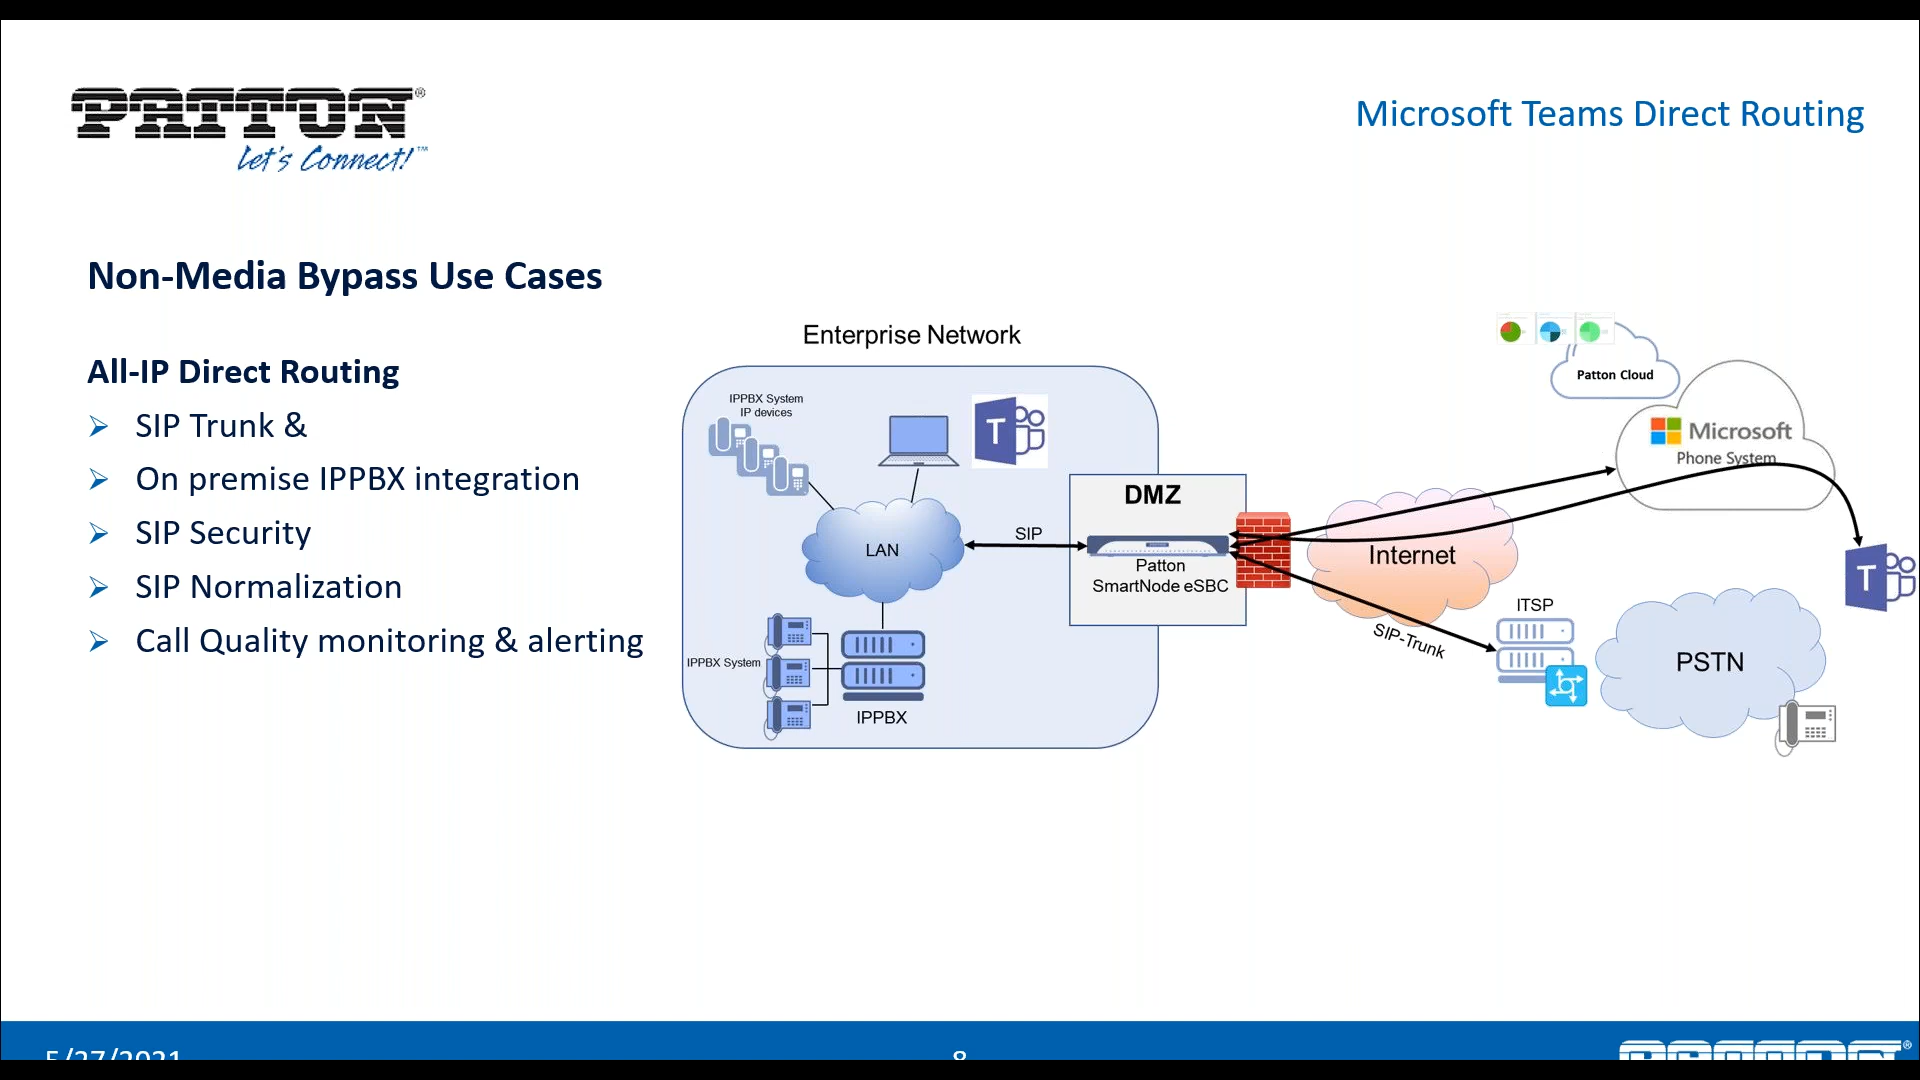 PATTON®
Let's Connect!™
Microsoft Teams Direct Routing
Non-Media Bypass Use Cases
All-IP Direct Routing
SIP Trunk &
On premise IPPBX integration
SIP Security
SIP Normalization
Call Quality monitoring & alerting
Enterprise Network
IPPBX System
IP devices
T
LAN
SIP
DMZ
Patton
SmartNode eSBC
IPPBX System
IPPBX
Internet
SIP-Trunk
Patton Cloud
Microsoft
Phone System
T
ITSP
PSTN
5/27/2021
8
PATTON®